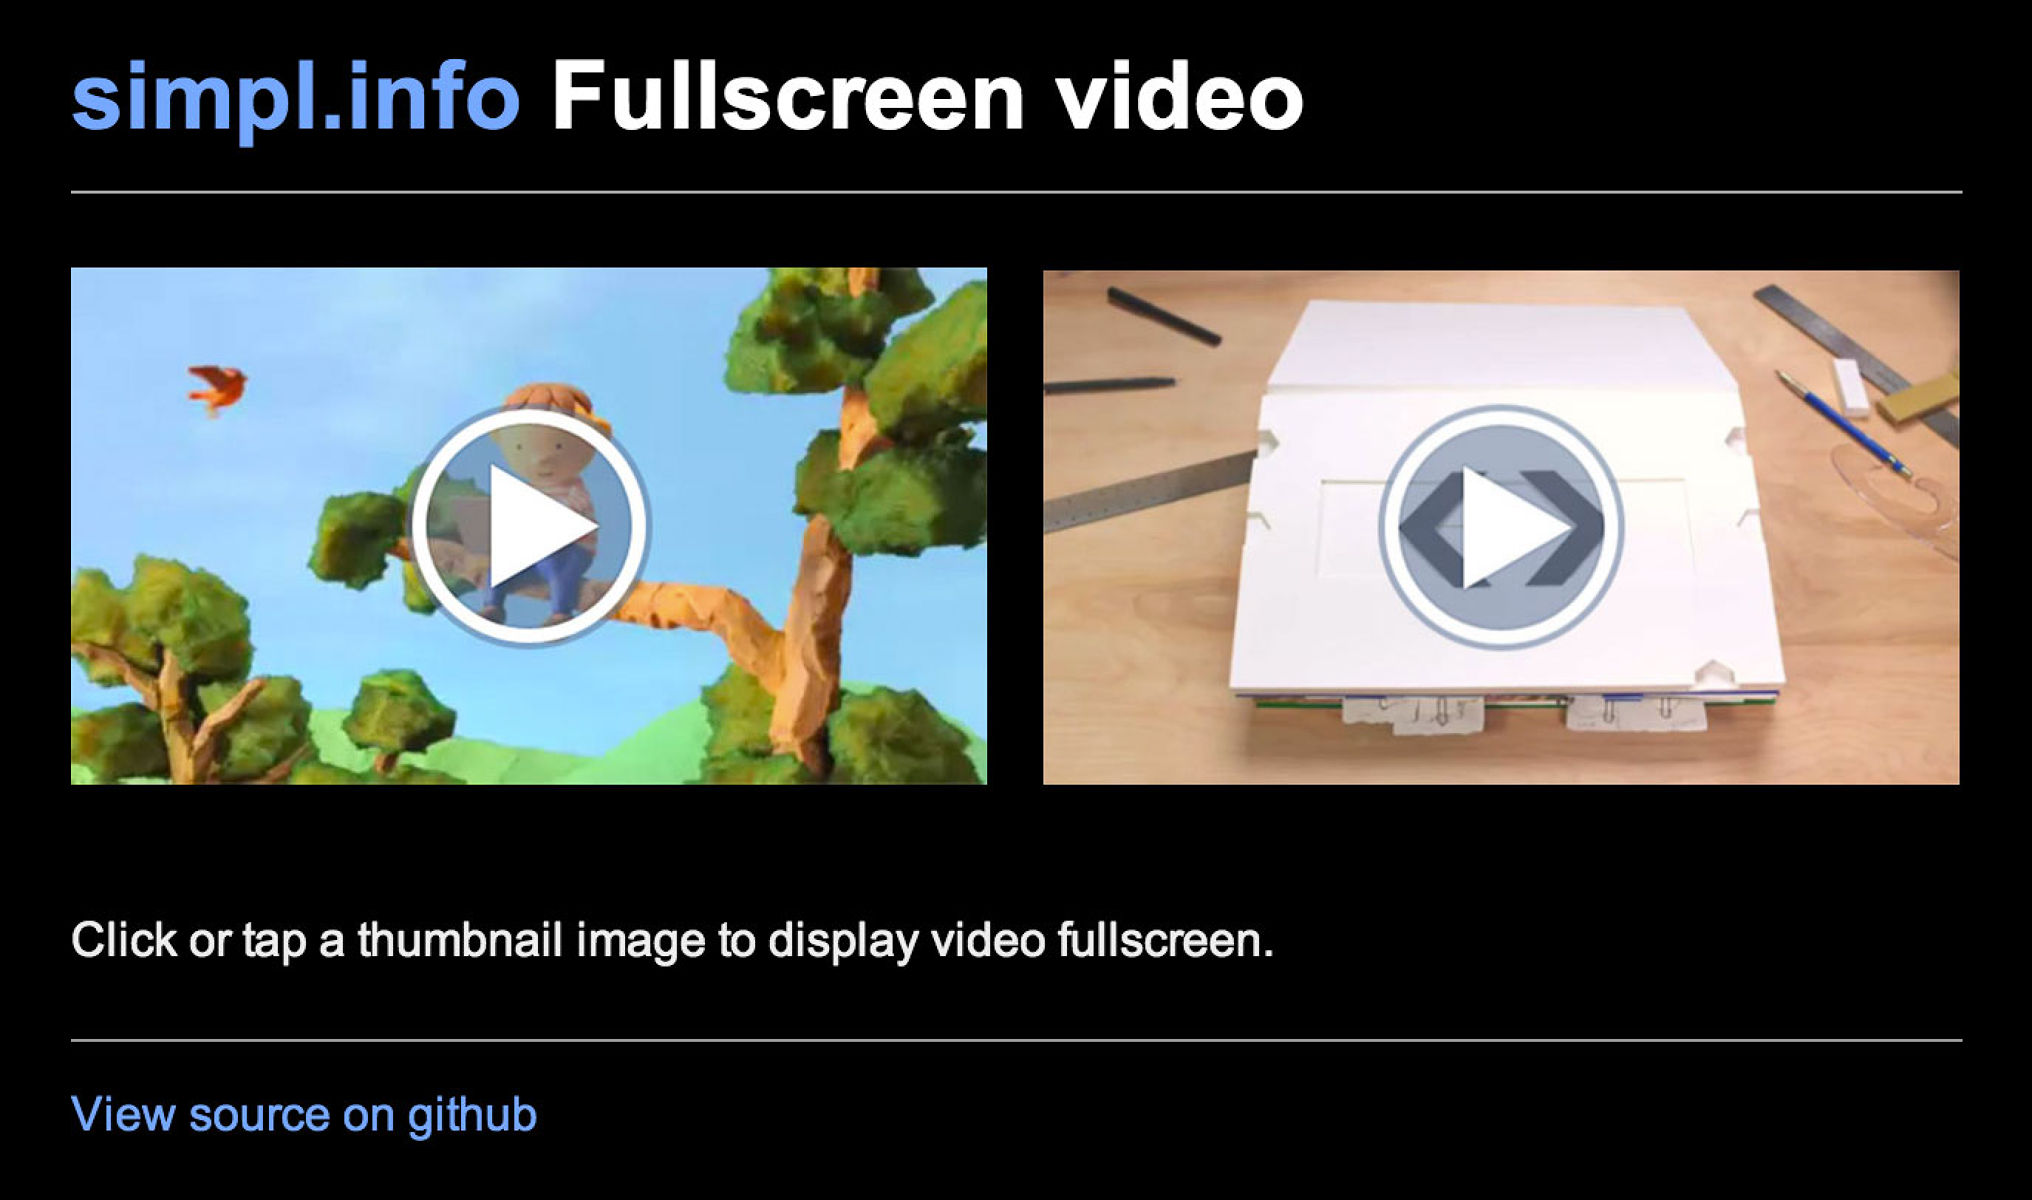 simpl.info Fullscreen video
Click or tap a thumbnail image to display video fullscreen.
View source on github